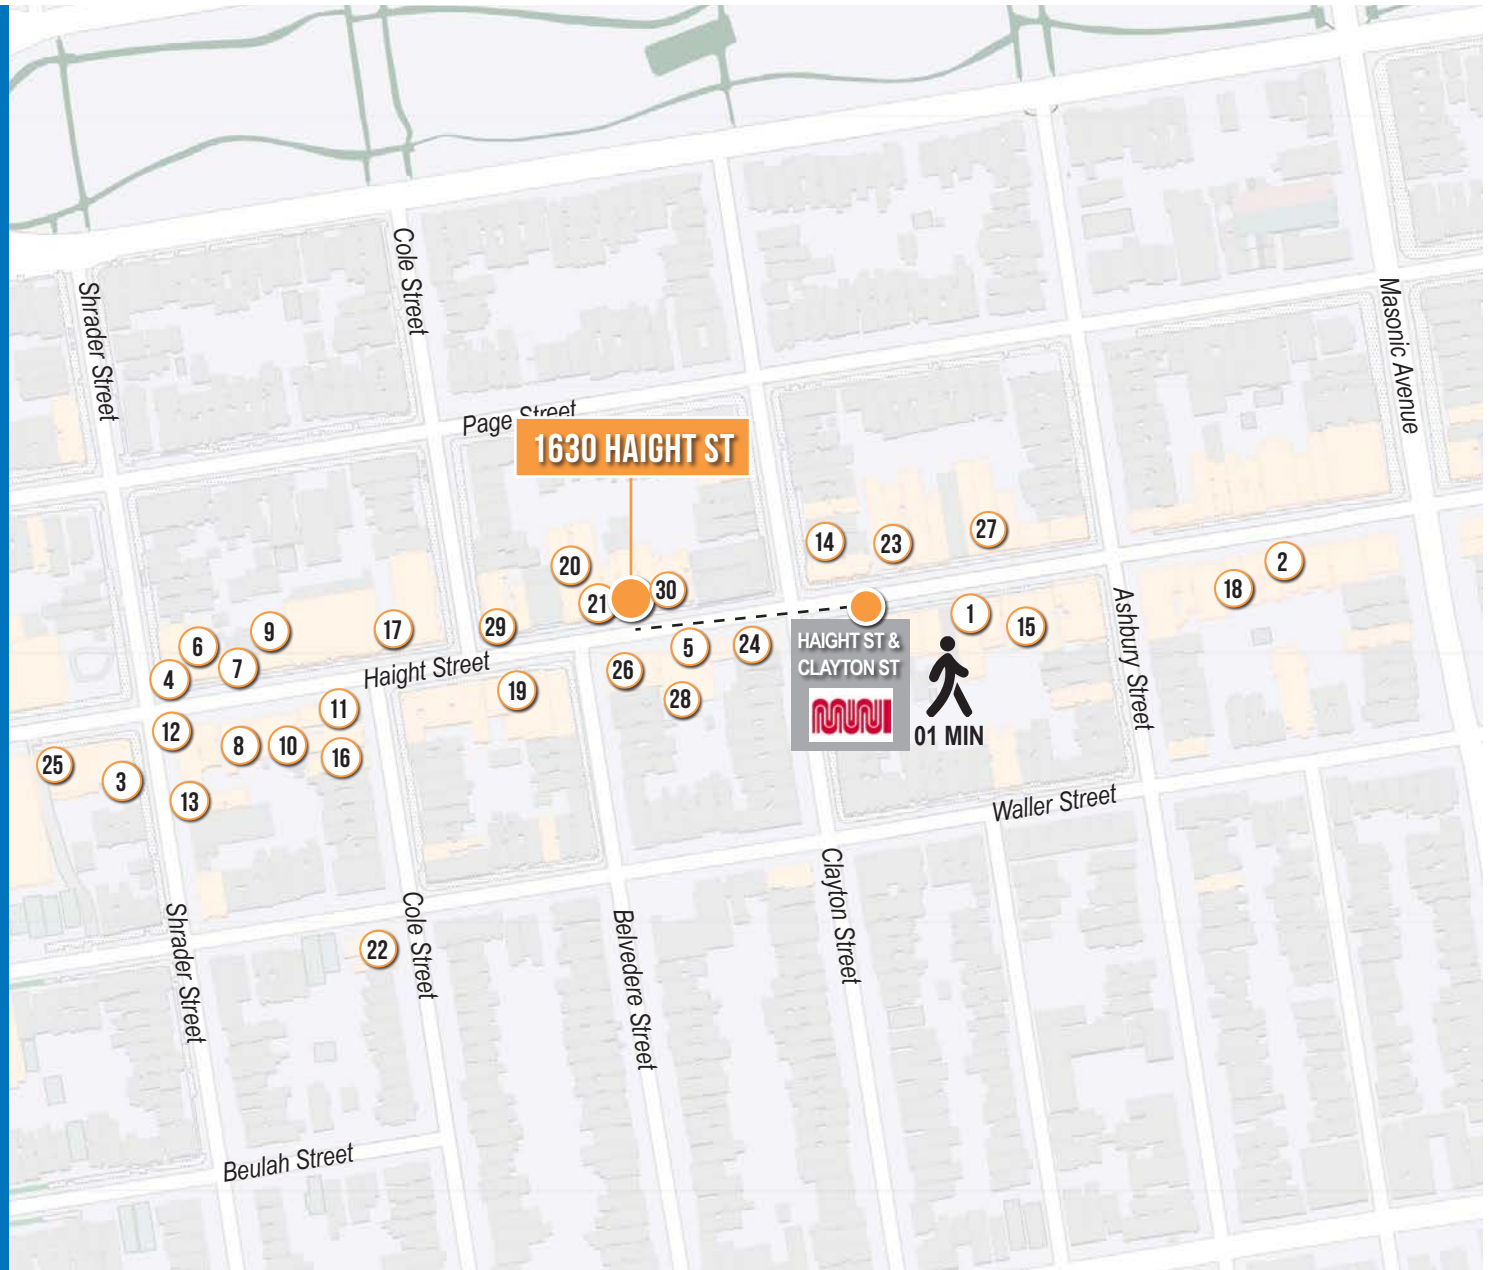 Cole Street
Shrader Street
Masonic Avenue
Page Street
1630 HAIGHT ST
14
23
27
20
2
18
21
30
29
1
15
Ashbury Street
17
9
6
7
4
Haight Street
26
5
24
28
HAIGHT ST &
CLAYTON ST
MUNI
01 MIN
19
11
12
8
10
16
25
3
13
Waller Street
Shrader Street
Cole Street
22
Belvedere Street
Clayton Street
Beulah Street